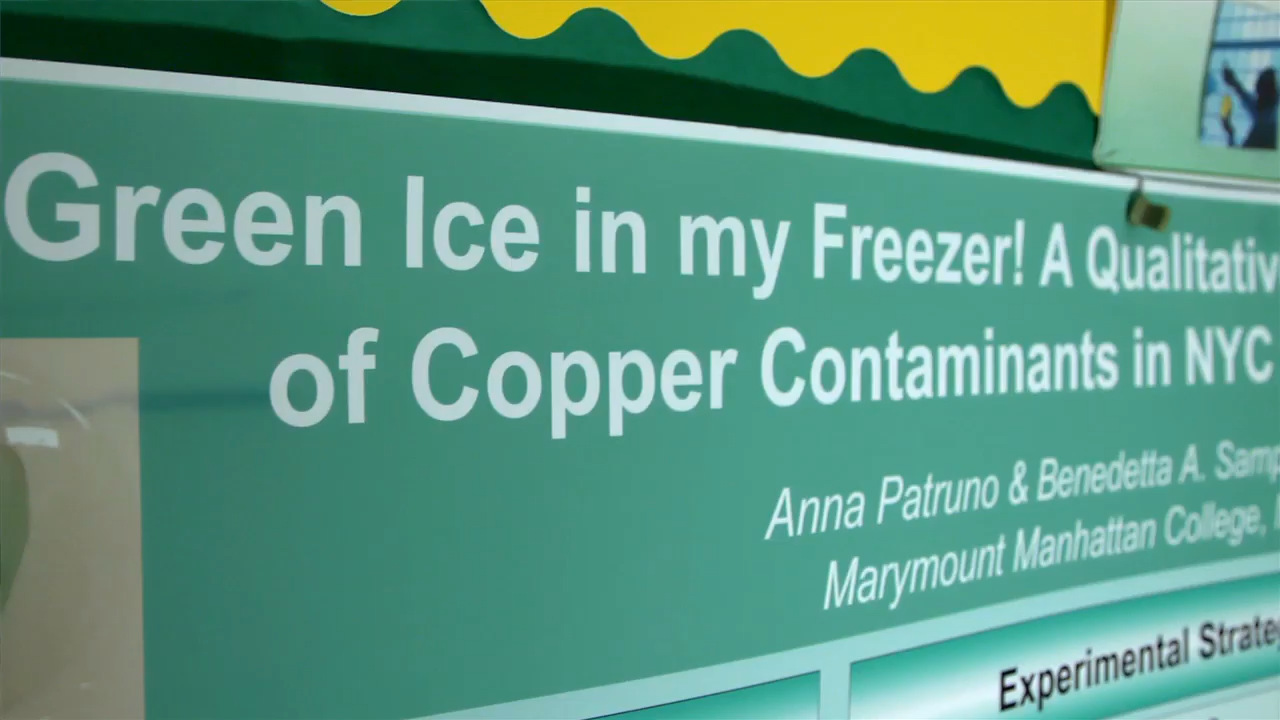 Green Ice in my Freezer! A Qualitativ
of Copper Contaminants in NYC
Anna Patruno & Benedetta A. Samp
Marymount Manhattan College,
Experimental Strate